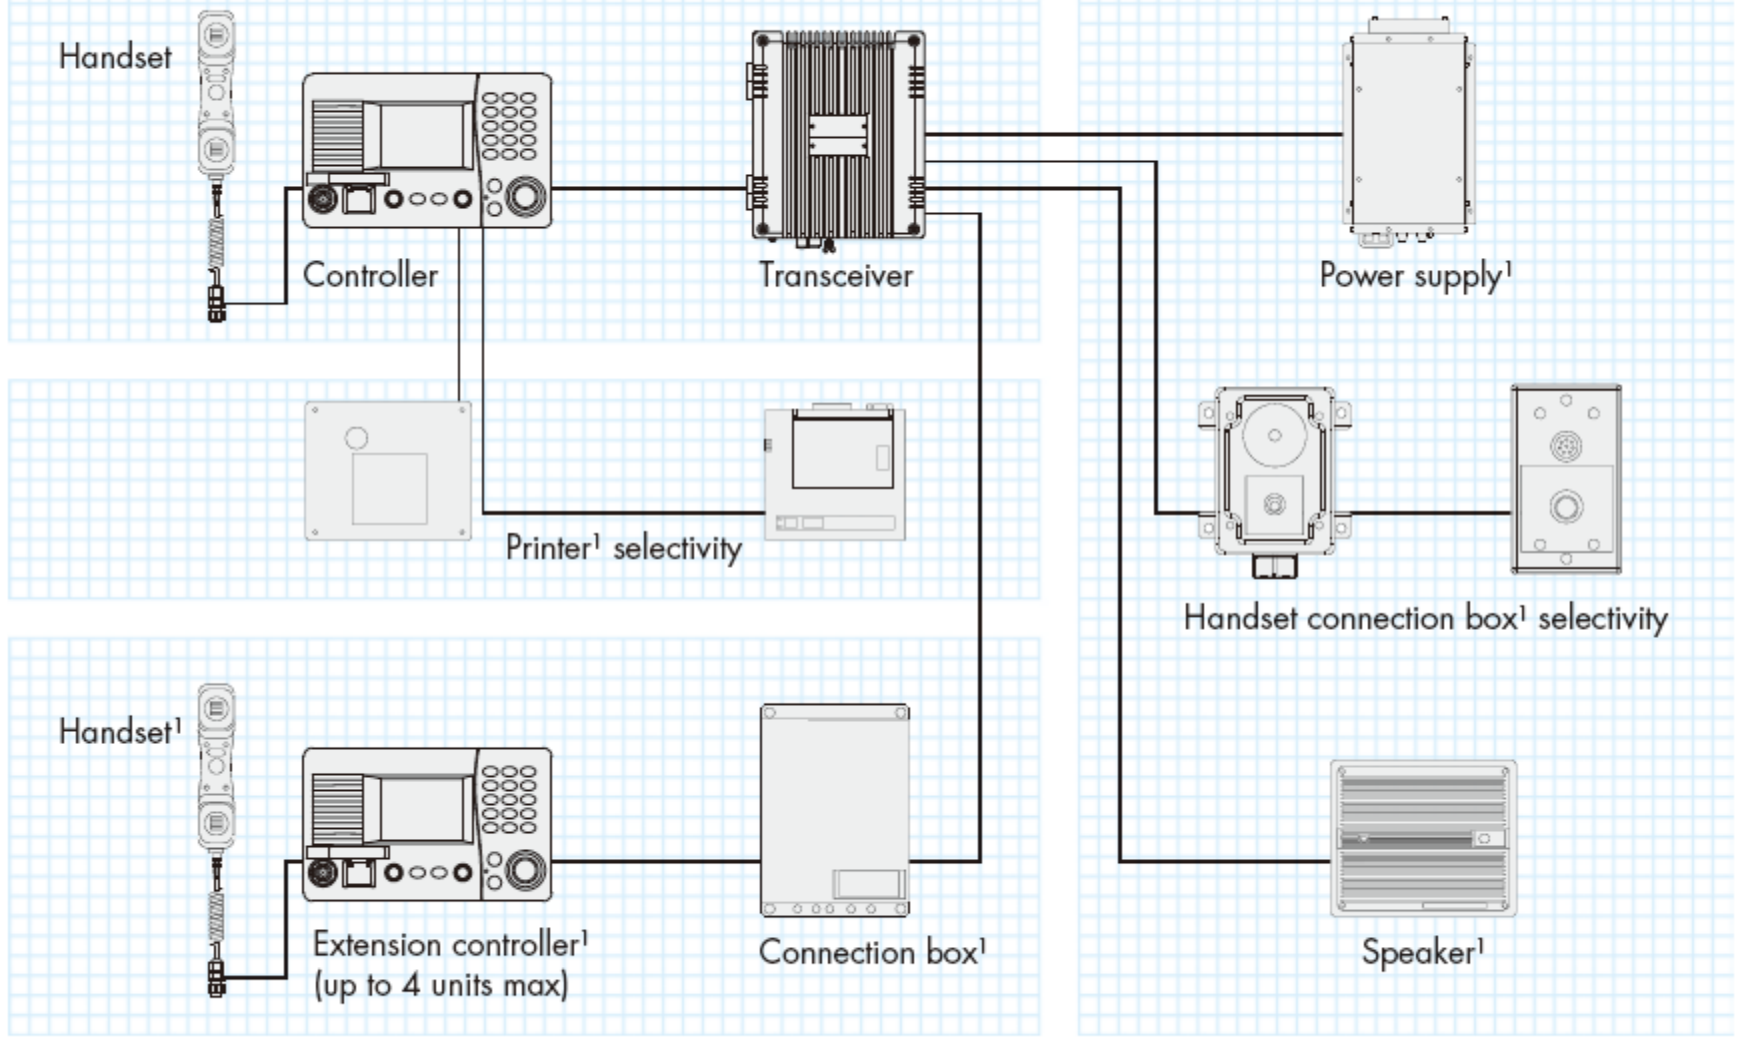 Handset
Controller
Transceiver
Power supply¹
Printer¹ selectivity
Handset connection box¹ selectivity
Handset¹
Extension controller¹
(up to 4 units max)
Connection box¹
Speaker¹